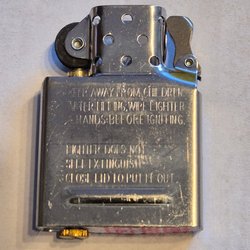 KEEP AWAY FROM CHILDREN
AFTER FILLING, WIPE LIGHTER
& HANDS BEFORE IGNITING.
LIGHTER DOES NOT
SELF EXTINGUISH
CLOSE LID TO PUT IT OUT